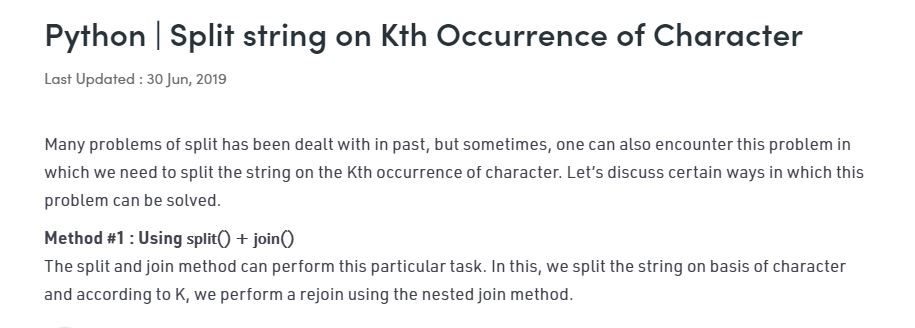 Python | Split string on Kth Occurrence of Character
Last Updated : 30 Jun, 2019
Many problems of split has been dealt with in past, but sometimes, one can also encounter this problem in
which we need to split the string on the Kth occurrence of character. Let’s discuss certain ways in which this
problem can be solved.
Method #1 : Using split() + join()
The split and join method can perform this particular task. In this, we split the string on basis of character
and according to K, we perform a rejoin using the nested join method.